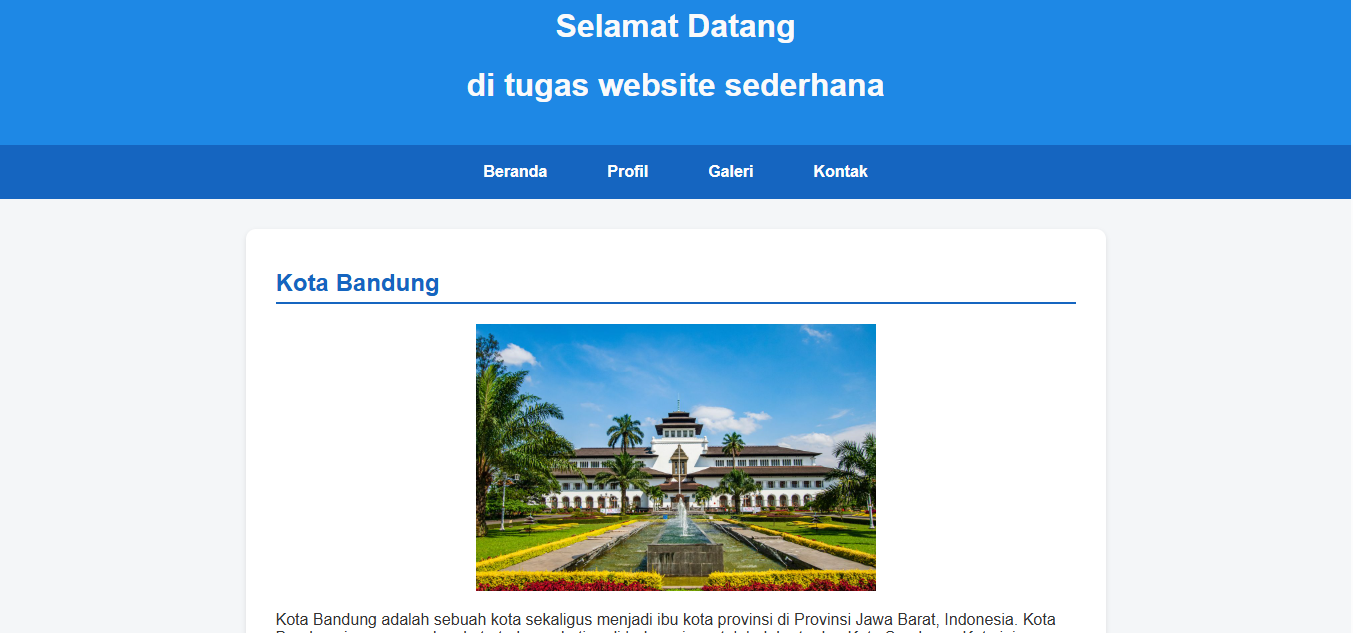 Selamat Datang
di tugas website sederhana
Beranda
Profil
Galeri
Kontak
Kota Bandung
Kota Bandung adalah sebuah kota sekaligus menjadi ibu kota provinsi di Provinsi Jawa Barat, Indonesia. Kota